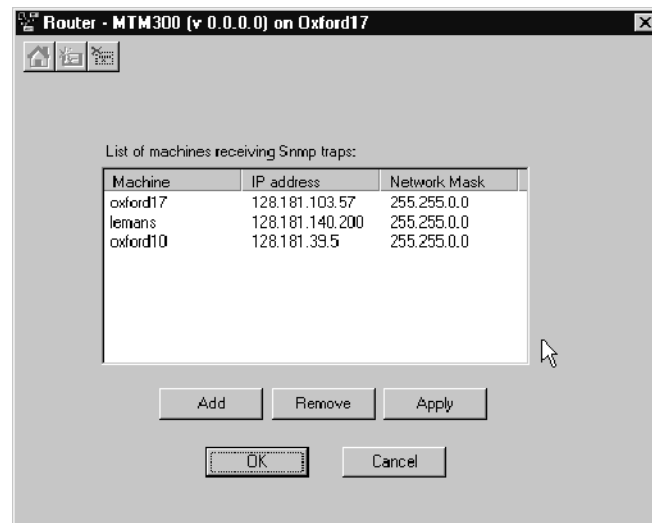 Router - MTM300 (v 0.0.0.0) on Oxford17
List of machines receiving Snmp traps:
Machine IP address Network Mask
oxford17 128.181.103.57 255.255.0.0
lemans 128.181.140.200 255.255.0.0
oxford10 128.181.39.5 255.255.0.0
Add Remove Apply
OK Cancel